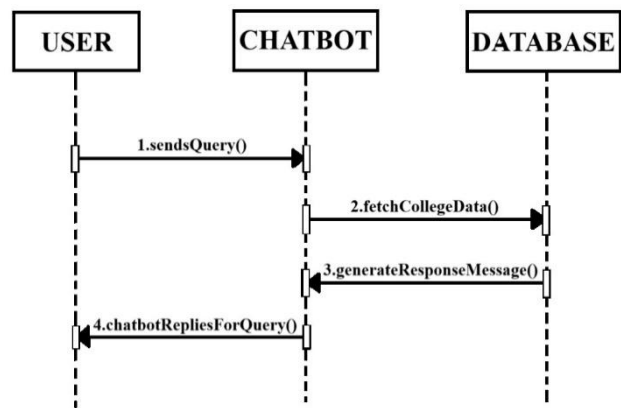 USER
CHATBOT
DATABASE
1.sendsQuery()
2.fetchCollegeData()
3.generateResponseMessage()
4.chatbotRepliesForQuery()